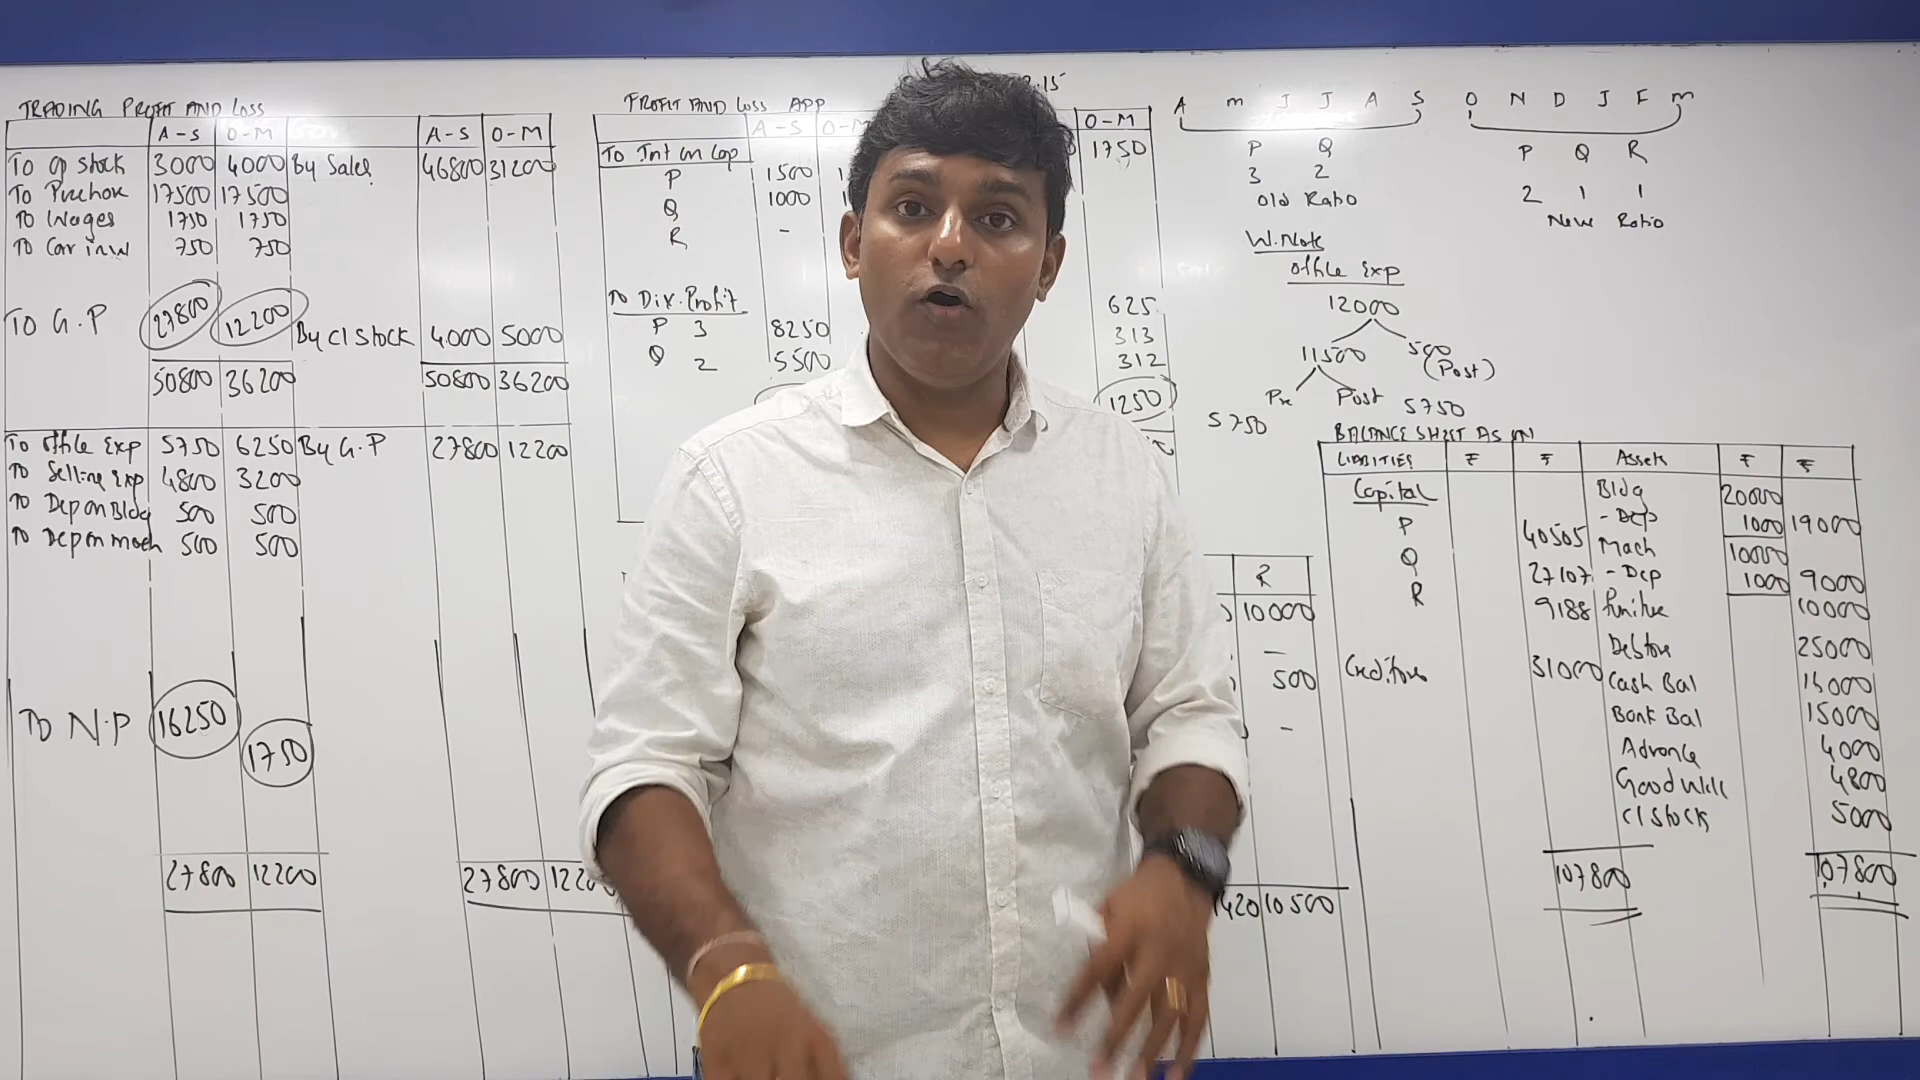 TRADING PROFIT AND LOSS
A-S O-M A-S O-M
To op stock 3000 4000 By Sales 46800 31200
To Purchase 17500 17500
To Wages 1750 1750
To Car inw 750 750
To G.P 27800 12200 By Cl Stock 4000 5000
50800 36200 50800 36200
To office Exp 5750 6250 By G.P 27800 12200
To Selling Exp 4800 3200
To Dep on Bldg 500 500
To Dep on mach 500 500
To N.P 16250 1750
27800 12200 27800
PROFIT AND LOSS APP
A-S O-M O-M
To Int on Cap 1750
P 1500
Q 1000
R -
To Div. Profit 625
P 3 8250 313
Q 2 5500 312
1250
R
10000
-
500
-
10500
A m J J A S O N D J F m
P Q P Q R
3 2 2 1 1
Old Ratio New Ratio
W.Note
office Exp
12000
11500 500 (Post)
Pre Post
5750 5750
BALANCE SHEET AS ON
LIABITIES ₹ ₹ Assets ₹ ₹
Capital Bldg 20000
P 40505 - Dep 1000 19000
Q 27107 Mach 10000
R 9188 - Dep 1000 9000
Furniture 10000
Creditors 31000 Debtors 25000
Cash Bal 16000
Bank Bal 15000
Advance 4000
Goodwill 4800
Cl Stock 5000
107800 107800